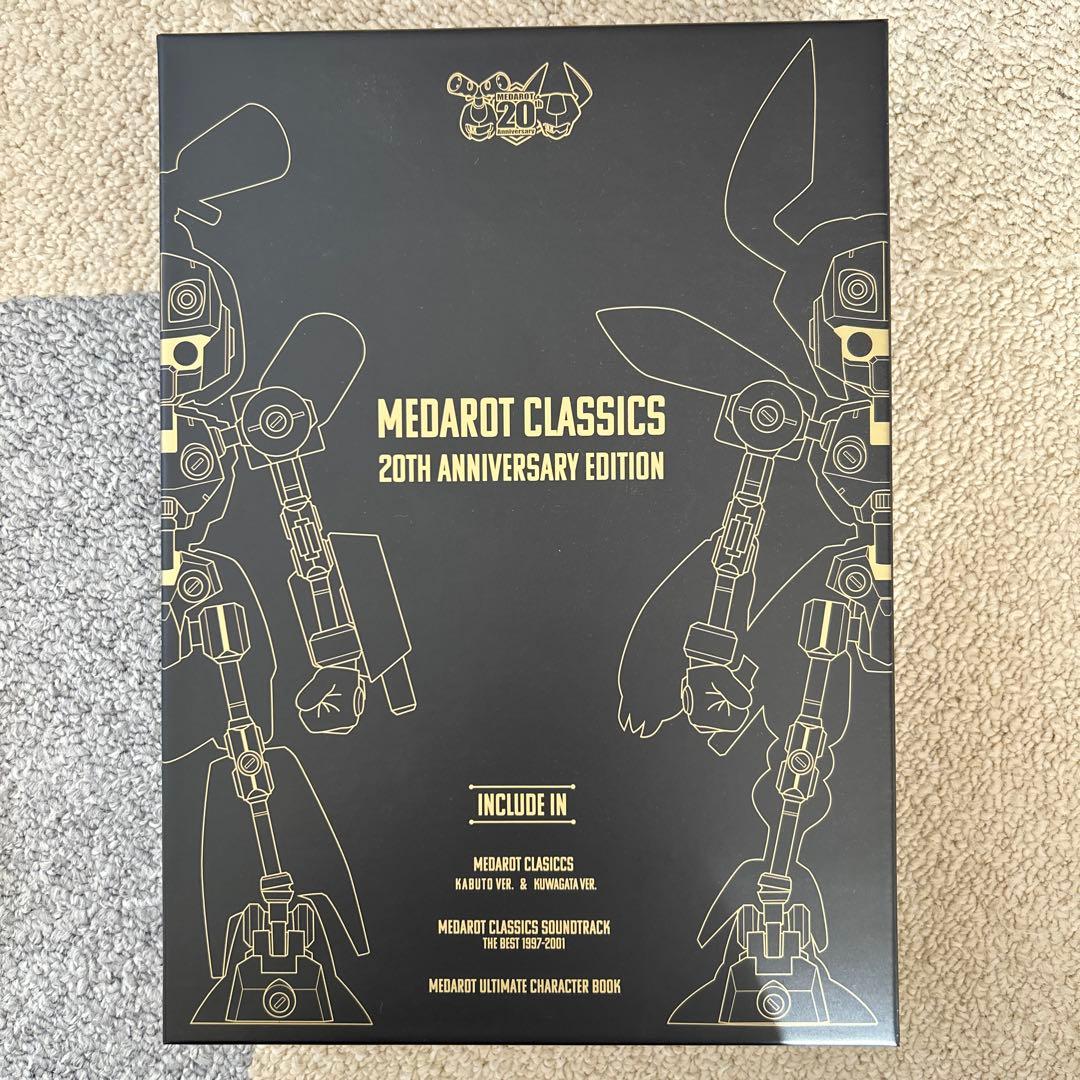 MEDAROT
20th
Anniversary
MEDAROT CLASSICS
20TH ANNIVERSARY EDITION
INCLUDE IN
MEDAROT CLASICCS
KABUTO VER. & KUWAGATA VER.
MEDAROT CLASSICS SOUNDTRACK
THE BEST 1997-2001
MEDAROT ULTIMATE CHARACTER BOOK